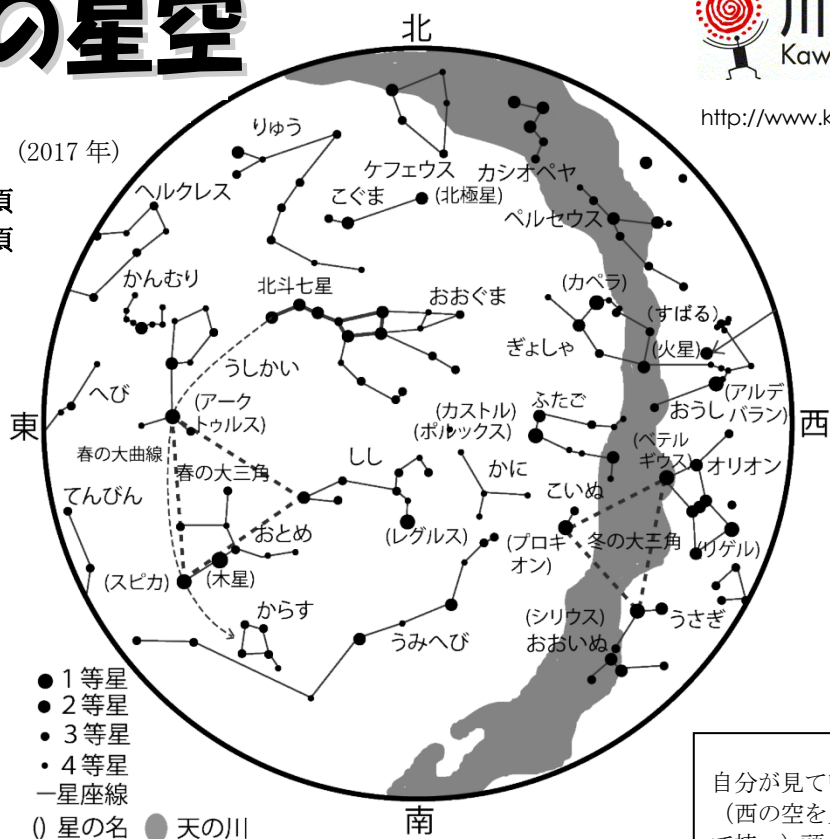 の星空
川
Kaw
http://www.k
(2017年)
頃
頃
北
りゅう
ケフェウス
カシオペヤ
ヘルクレス
こぐま
(北極星)
ペルセウス
かんむり
北斗七星
おおぐま
(カペラ)
(すばる)
ぎょしゃ
(火星)
うしかい
へび
(アーク
トゥルス)
(カストル)
(ポルックス)
ふたご
おうし
(アルデ
バラン)
東
西
春の大曲線
春の大三角
しし
かに
(ベテル
ギウス)
オリオン
てんびん
こいぬ
おとめ
(レグルス)
(プロキ
オン)
冬の大三角
(リゲル)
(スピカ)
(木星)
からす
うみへび
(シリウス)
おおいぬ
うさぎ
南
1等星
2等星
3等星
4等星
星座線
() 星の名
天の川
自分が見て
(西の空を